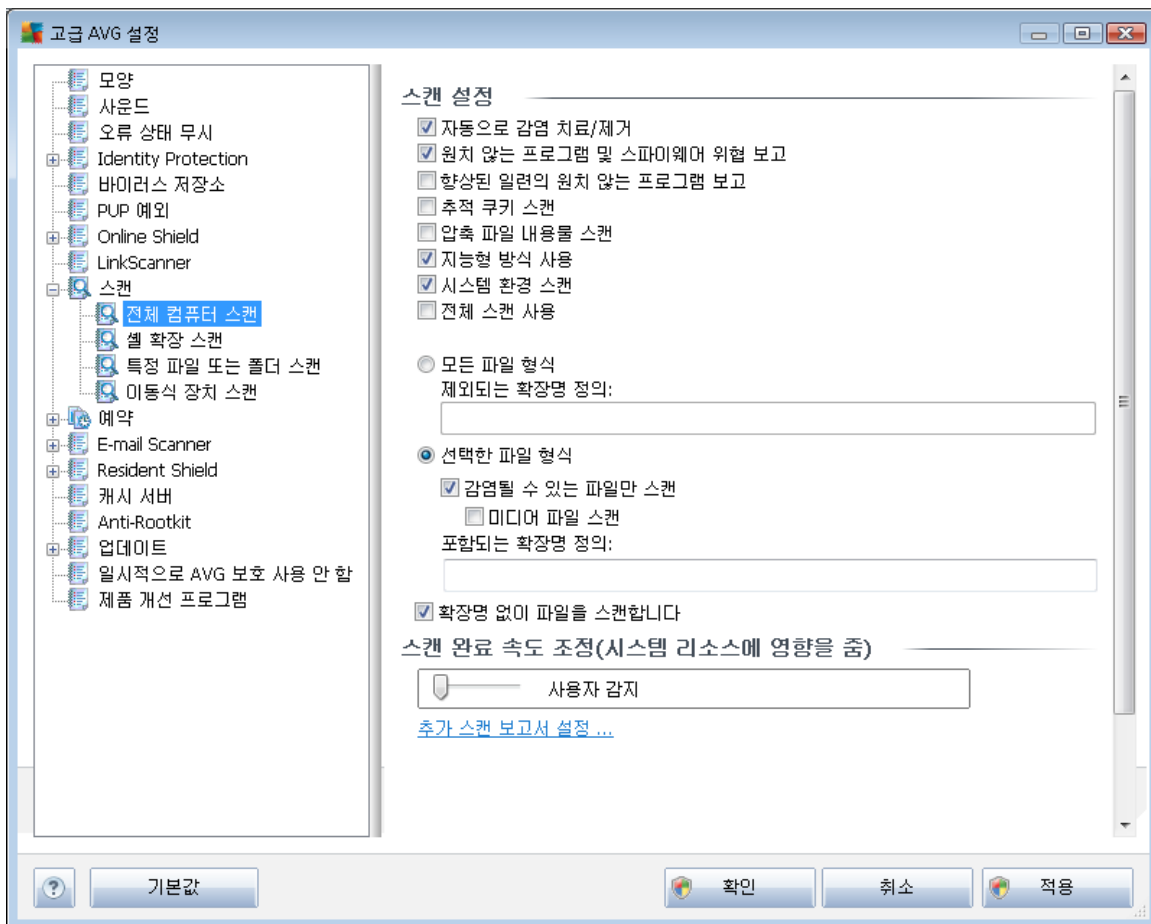 고급 AVG 설정
모양
사운드
오류 상태 무시
Identity Protection
바이러스 저장소
PUP 예외
Online Shield
LinkScanner
스캔
전체 컴퓨터 스캔
셸 확장 스캔
특정 파일 또는 폴더 스캔
이동식 장치 스캔
예약
E-mail Scanner
Resident Shield
캐시 서버
Anti-Rootkit
업데이트
일시적으로 AVG 보호 사용 안 함
제품 개선 프로그램
스캔 설정
자동으로 감염 치료/제거
원치 않는 프로그램 및 스파이웨어 위협 보고
향상된 일련의 원치 않는 프로그램 보고
추적 쿠키 스캔
압축 파일 내용물 스캔
지능형 방식 사용
시스템 환경 스캔
전체 스캔 사용
모든 파일 형식
제외되는 확장명 정의:
선택한 파일 형식
감염될 수 있는 파일만 스캔
미디어 파일 스캔
포함되는 확장명 정의:
확장명 없이 파일을 스캔합니다
스캔 완료 속도 조정(시스템 리소스에 영향을 줌)
사용자 감지
추가 스캔 보고서 설정 ...
?
기본값
확인
취소
적용